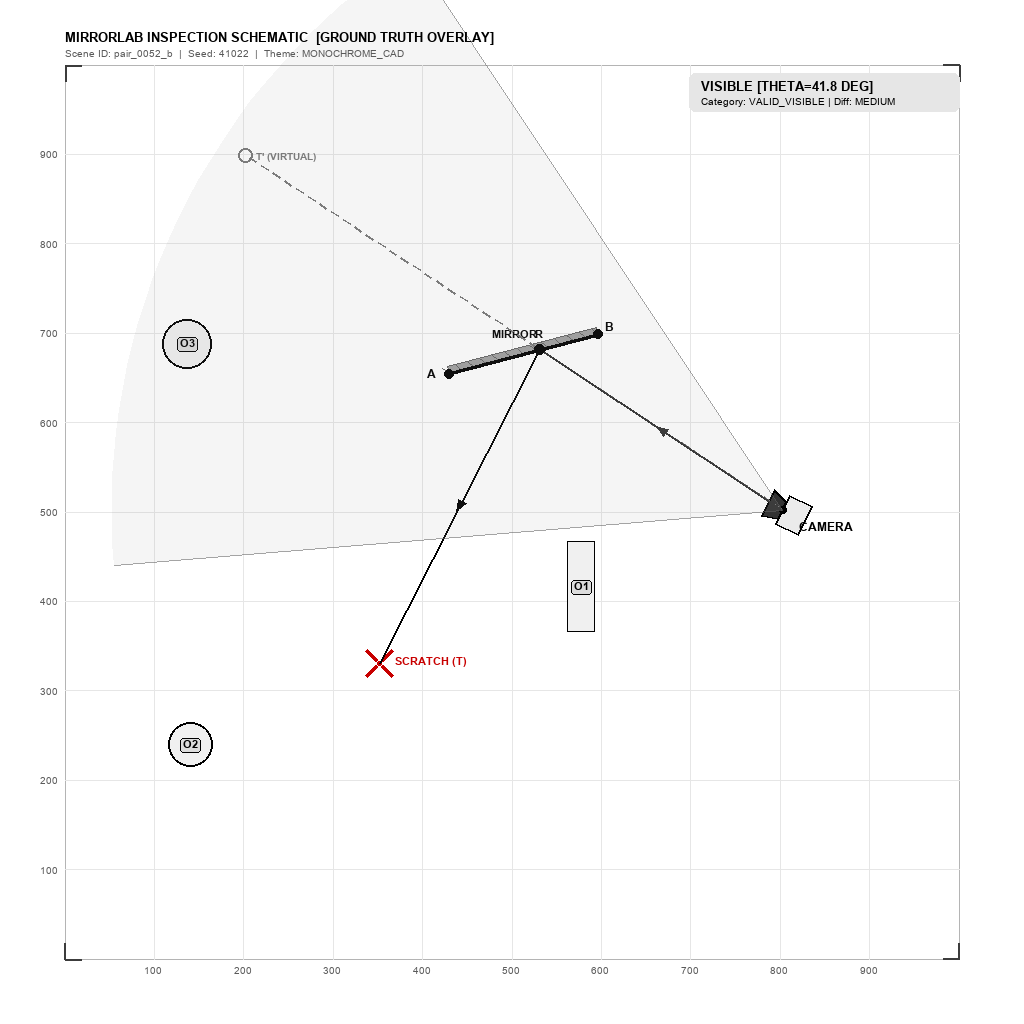 MIRRORLAB INSPECTION SCHEMATIC [GROUND TRUTH OVERLAY]
Scene ID: pair_0052_b | Seed: 41022 | Theme: MONOCHROME_CAD
VISIBLE [THETA=41.8 DEG]
Category: VALID_VISIBLE | Diff: MEDIUM
900
T' (VIRTUAL)
800
700
B
MIRROR
R
O3
A
600
500
CAMERA
O1
400
SCRATCH (T)
300
O2
200
100
100 200 300 400 500 600 700 800 900